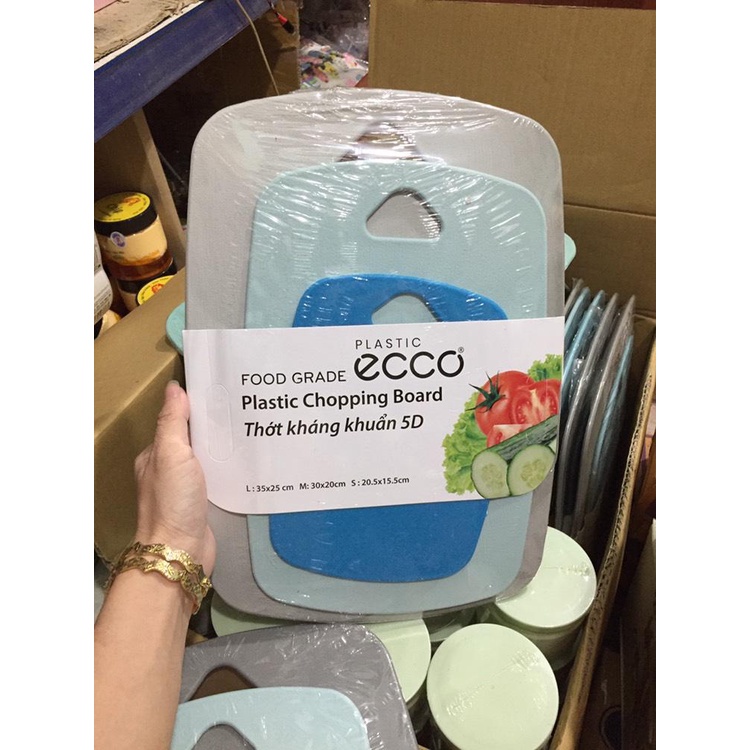 PLASTIC
FOOD GRADE ecco®
Plastic Chopping Board
Thớt kháng khuẩn 5D
L : 35x25 cm M: 30x20cm S : 20.5x15.5cm